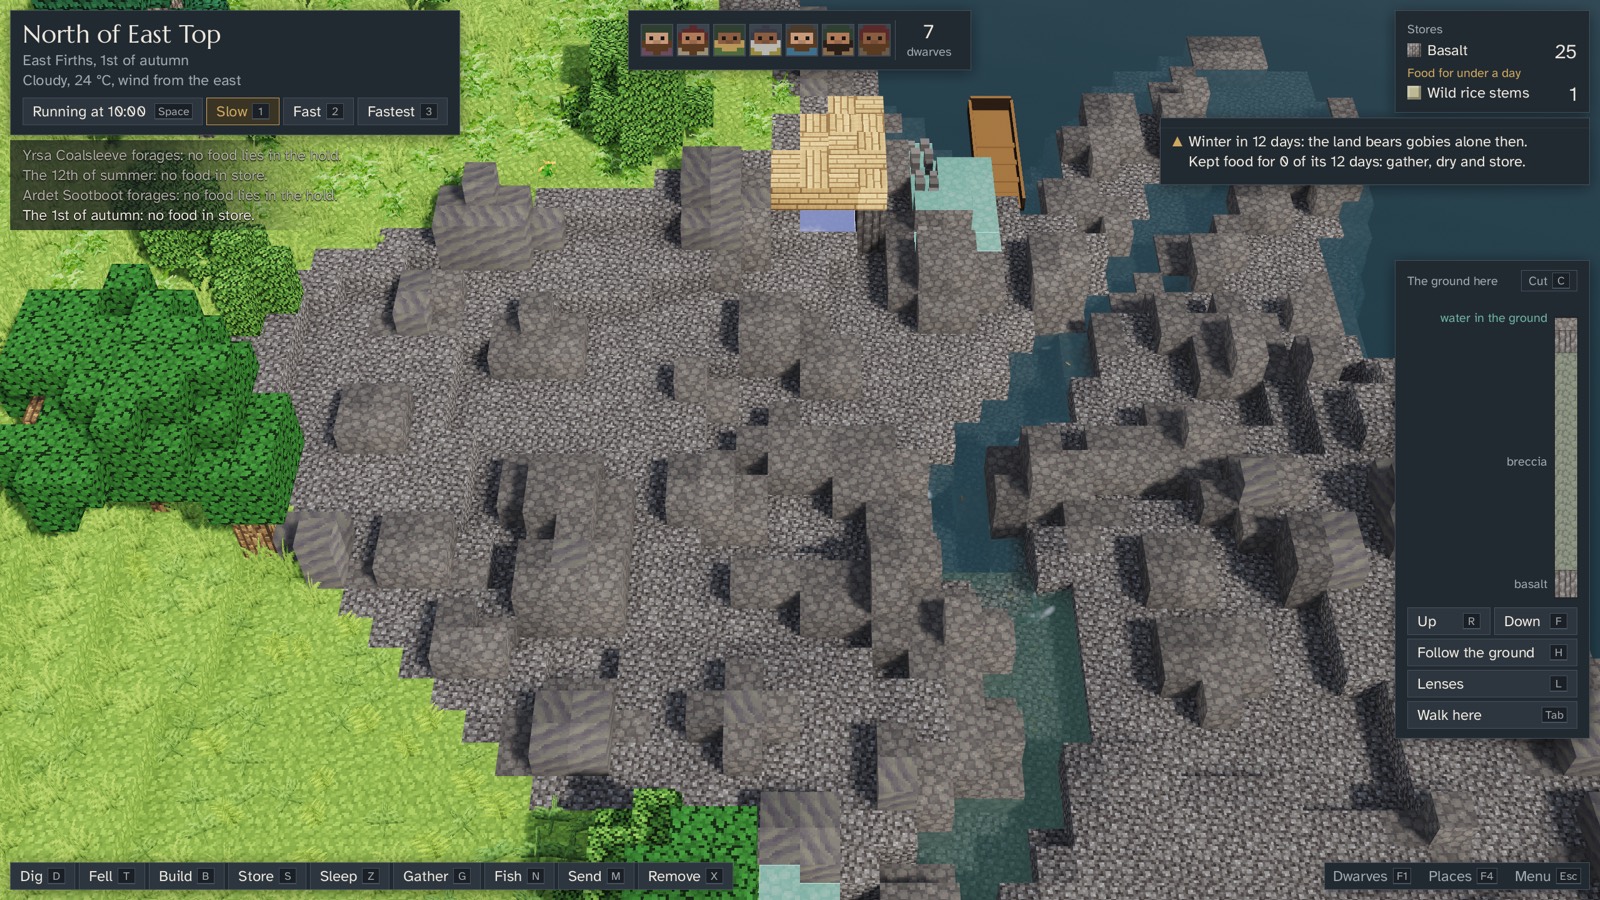 North of East Top
East Firths, 1st of autumn
Cloudy, 24 °C, wind from the east
Running at 10:00 Space
Slow 1
Fast 2
Fastest 3
Yrsa Coalsleeve forages: no food lies in the hold.
The 12th of summer: no food in store.
Ardet Sootboot forages: no food lies in the hold.
The 1st of autumn: no food in store.
7
dwarves
Stores
Basalt 25
Food for under a day
Wild rice stems 1
Winter in 12 days: the land bears gobies alone then.
Kept food for 0 of its 12 days: gather, dry and store.
The ground here
Cut C
water in the ground
breccia
basalt
Up R
Down F
Follow the ground H
Lenses L
Walk here Tab
Dig D
Fell T
Build B
Store S
Sleep Z
Gather G
Fish N
Send M
Remove X
Dwarves F1
Places F4
Menu Esc